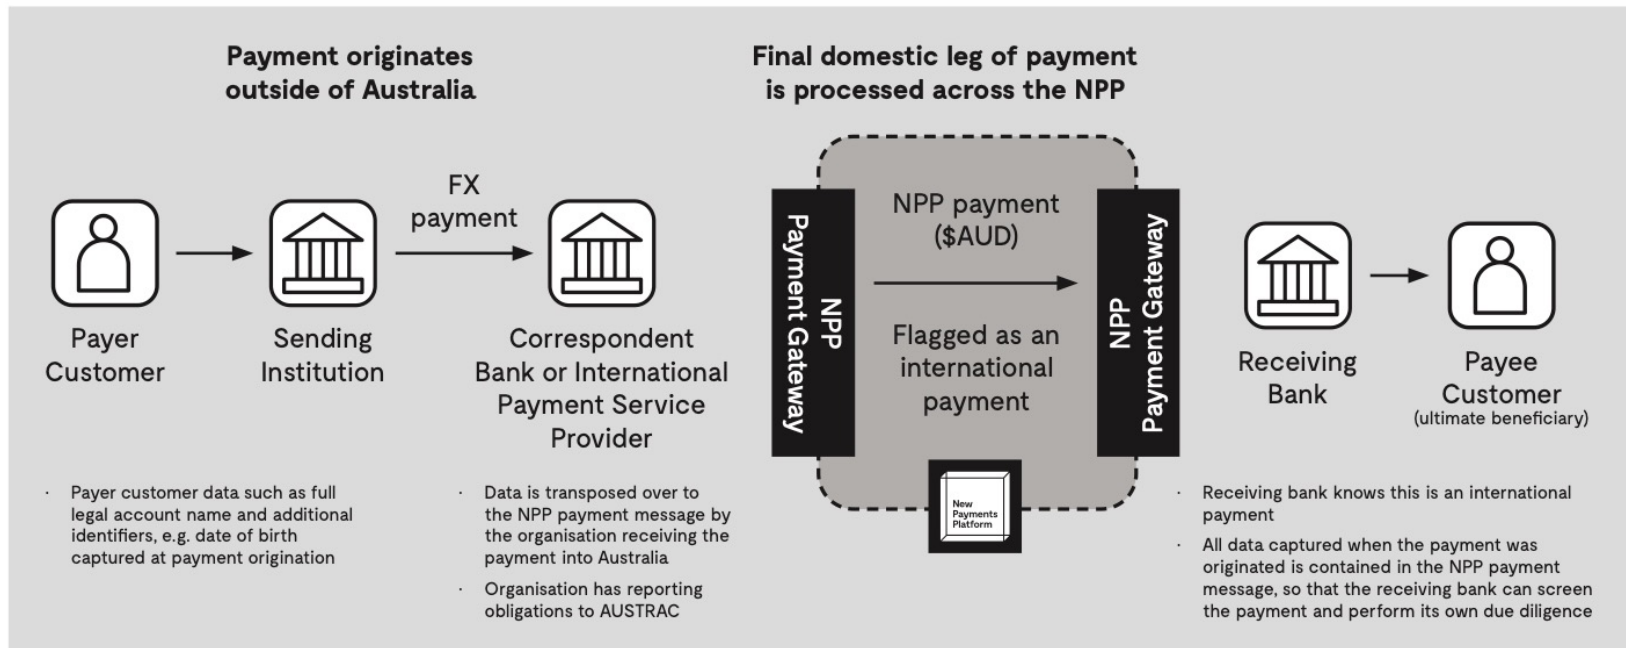 Payment originates
outside of Australia
Final domestic leg of payment
is processed across the NPP
FX
payment
Payer
Customer
Sending
Institution
Correspondent
Bank or International
Payment Service
Provider
NPP
Payment Gateway
NPP payment
($AUD)
Flagged as an
international
payment
New
Payments
Platform
NPP
Payment Gateway
Receiving
Bank
Payee
Customer
(ultimate beneficiary)
· Payer customer data such as full
legal account name and additional
identifiers, e.g. date of birth
captured at payment origination
· Data is transposed over to
the NPP payment message by
the organisation receiving the
payment into Australia
· Organisation has reporting
obligations to AUSTRAC
· Receiving bank knows this is an international
payment
· All data captured when the payment was
originated is contained in the NPP payment
message, so that the receiving bank can screen
the payment and perform its own due diligence